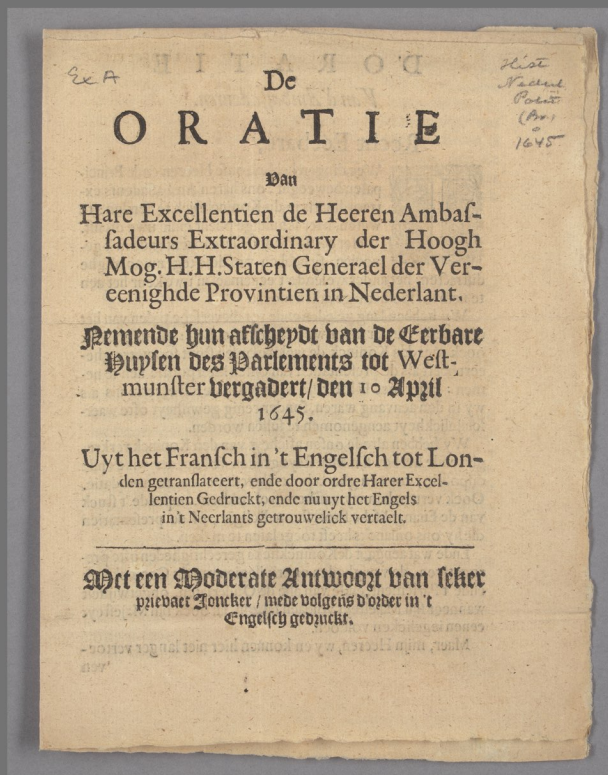 Ex A
Hist
Nederl
Polit
(Br.)
1645
De
ORATIE
Van
Hare Excellentien de Heeren Ambaſ-
ſadeurs Extraordinary der Hoogh
Mog. H.H. Staten Generael der Ver-
eenighde Provintien in Nederlant,
Nemende hun afſcheydt van de Eerbare
Huyſen des Parlements tot Weſt-
munſter vergadert/ den 10 April
1645.
Uyt het Franſch in 't Engelſch tot Lon-
den getranſlateert, ende door ordre Harer Excel-
lentien Gedruckt, ende nu uyt het Engels
in 't Neerlants getrouwelick vertaelt.
Met een Moderate Antwoort van ſeker
prievaet Joncker / mede volgens d'order in 't
Engelſch gedruckt.